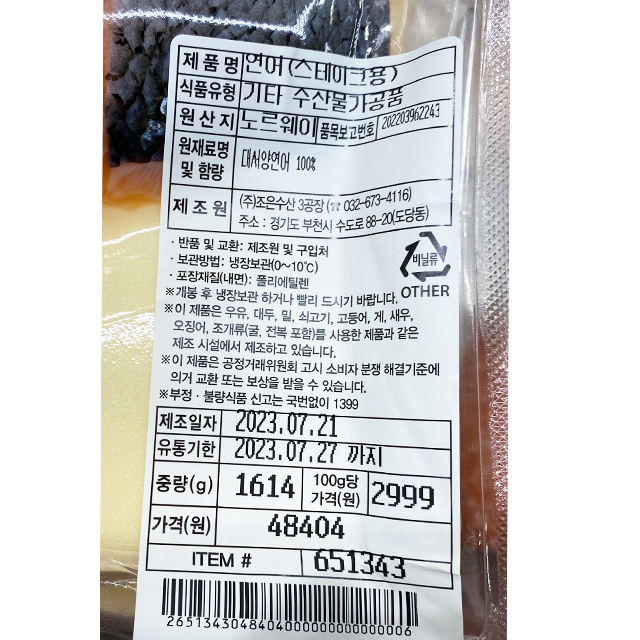 제품명 연어(스테이크용)
식품유형 기타 수산물가공품
원산지 노르웨이 품목보고번호 202203962243
원재료명 및 함량 대서양연어 100%
제조원 (주)조은수산 3공장 (☎ 032-673-4116)
주소 : 경기도 부천시 수도로 88-20(도당동)
· 반품 및 교환: 제조원 및 구입처
· 보관방법: 냉장보관(0~10℃)
· 포장재질(내면): 폴리에틸렌
비닐류
OTHER
※개봉 후 냉장보관 하거나 빨리 드시기 바랍니다.
※이 제품은 우유, 대두, 밀, 쇠고기, 고등어, 게, 새우,
오징어, 조개류(굴, 전복 포함)를 사용한 제품과 같은
제조 시설에서 제조하고 있습니다.
※이 제품은 공정거래위원회 고시 소비자 분쟁 해결기준에
의거 교환 또는 보상을 받을 수 있습니다.
※부정·불량식품 신고는 국번없이 1399
제조일자 2023.07.21
유통기한 2023.07.27 까지
중량(g) 1614 100g당 가격(원) 2999
가격(원) 48404
ITEM # 651343